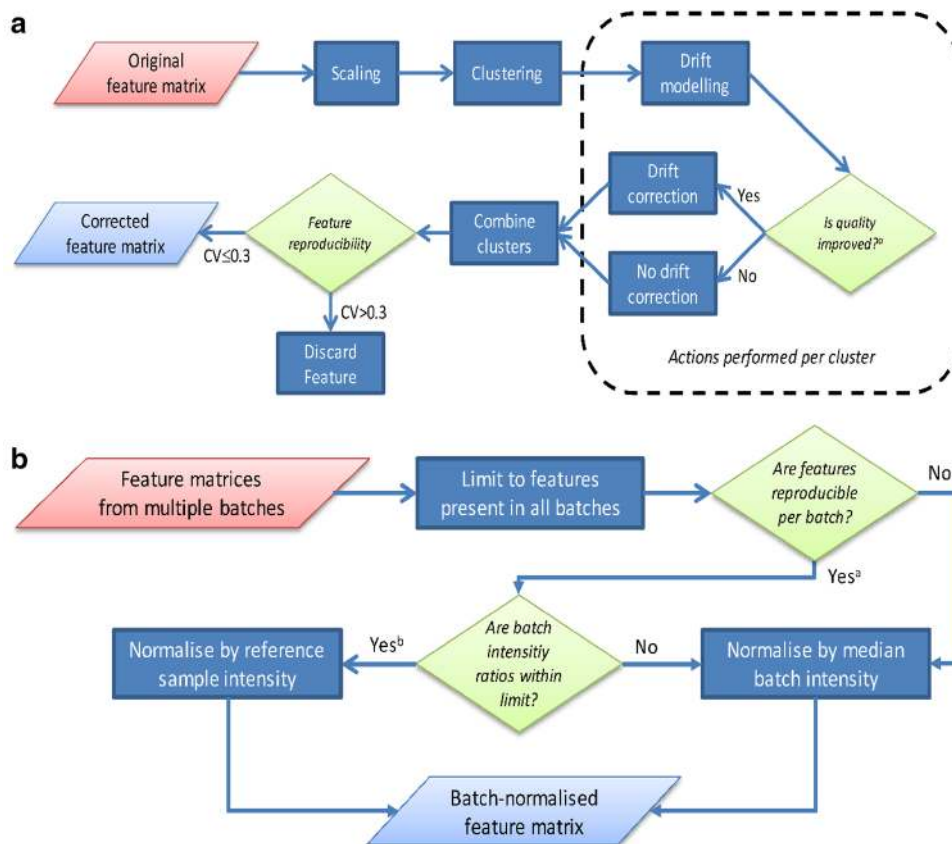 a
Original
feature matrix
Scaling
Clustering
Drift
modelling
Is quality
improved?ᵃ
Yes
Drift
correction
No
No drift
correction
Actions performed per cluster
Combine
clusters
Feature
reproducibility
CV≤0.3
Corrected
feature matrix
CV>0.3
Discard
Feature
b
Feature matrices
from multiple batches
Limit to features
present in all batches
Are features
reproducible
per batch?
No
Yesᵃ
Are batch
intensitiy
ratios within
limit?
Yesᵇ
Normalise by reference
sample intensity
No
Normalise by median
batch intensity
Batch-normalised
feature matrix